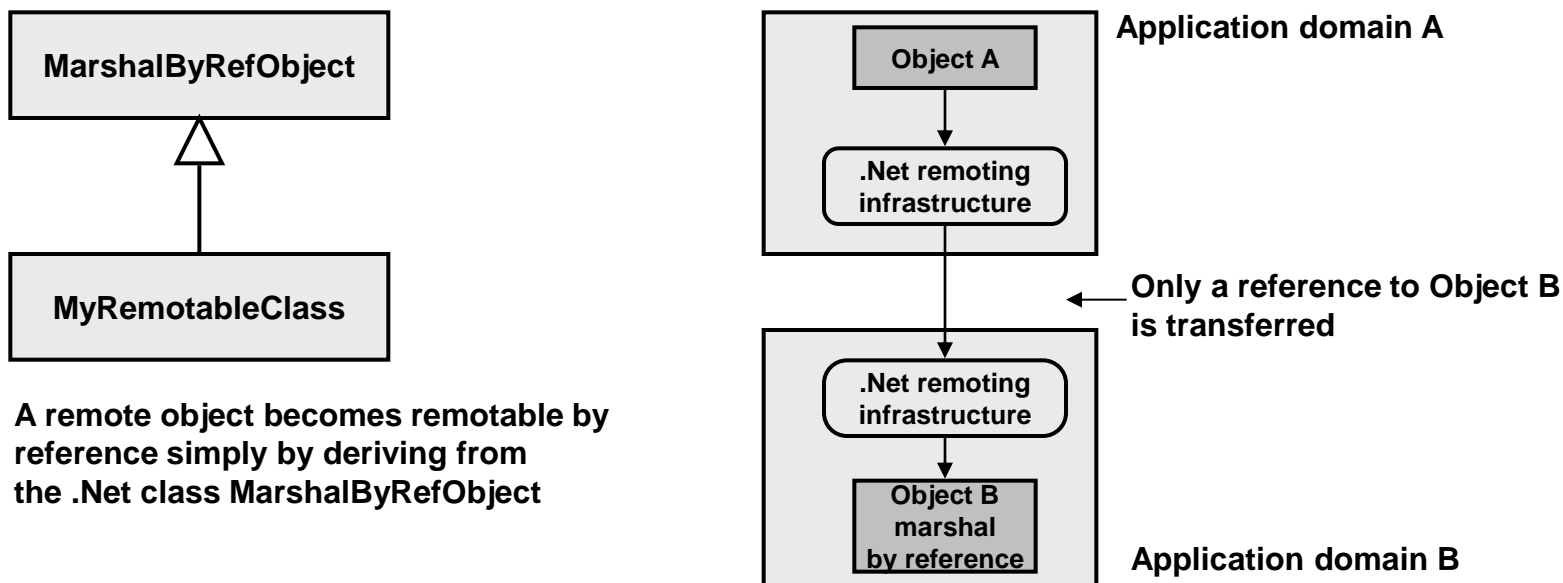 MarshalByRefObject
MyRemotableClass
A remote object becomes remotable by
reference simply by deriving from
the .Net class MarshalByRefObject
Application domain A
Object A
.Net remoting
infrastructure
Only a reference to Object B
is transferred
.Net remoting
infrastructure
Object B
marshal
by reference
Application domain B